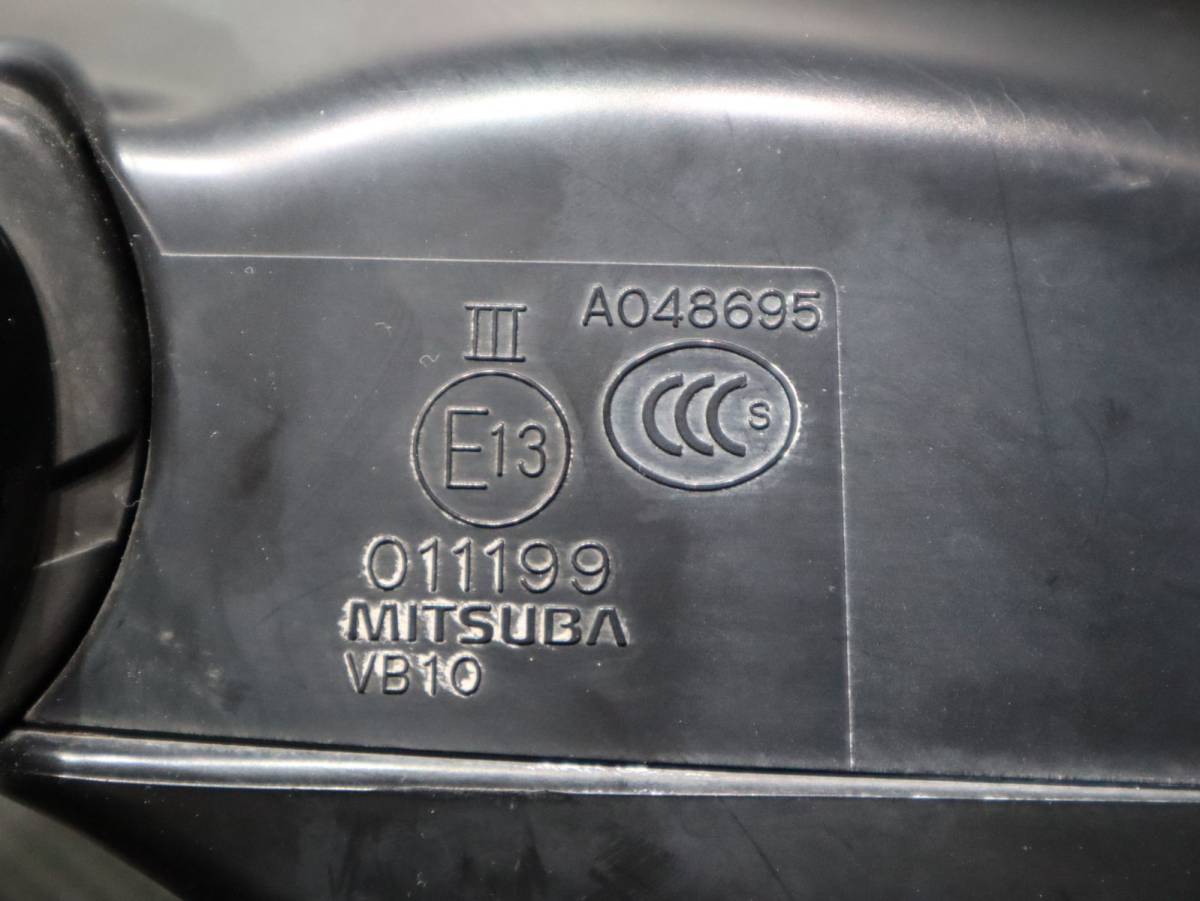 III
A048695
E13
CCC S
011199
MITSUBA
VB10